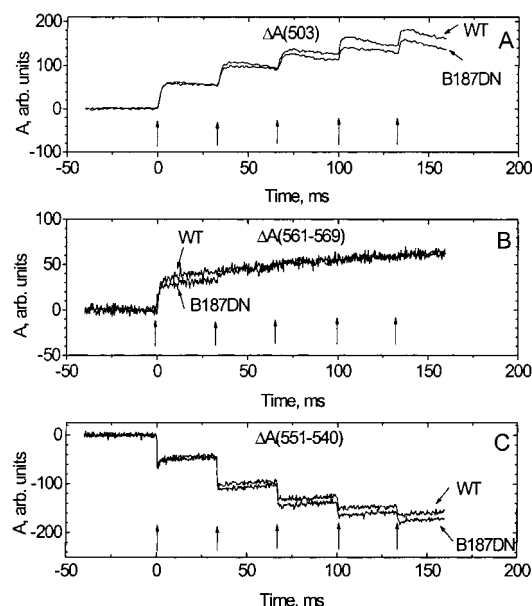 200
100
0
100
A, arb. units
ΔA(503)
A
WT
B187DN
-50 0 50 100 150 200
Time, ms
100
50
0
-50
A, arb. units
WT
ΔA(561-569)
B
B187DN
-50 0 50 100 150 200
Time, ms
0
-100
-200
A, arb. units
ΔA(551-540)
C
WT
B187DN
-50 0 50 100 150 200
Time, ms